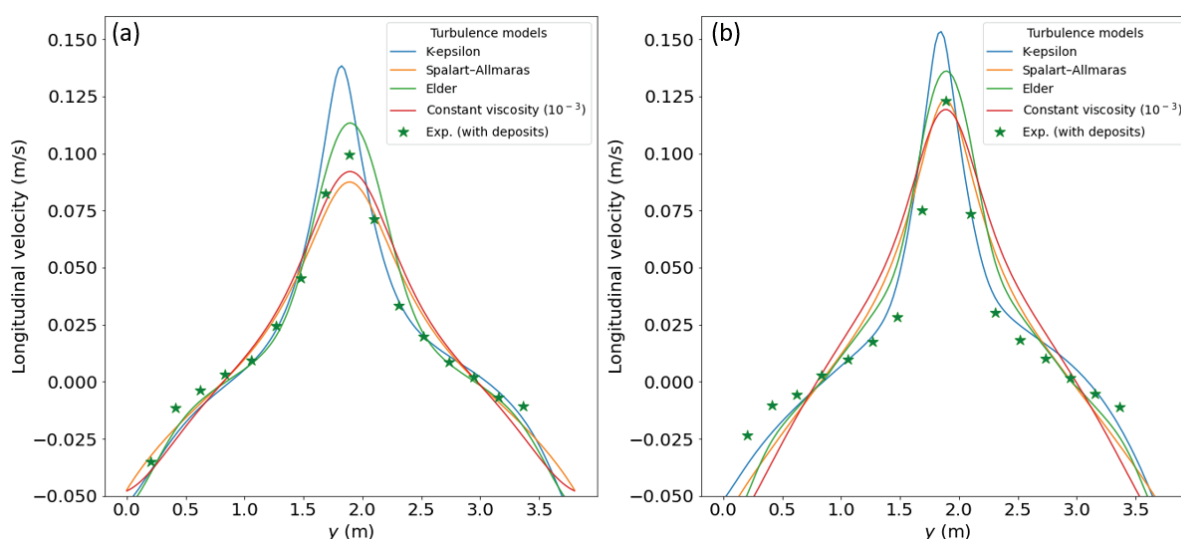 (a)
Turbulence models
K-epsilon
Spalart–Allmaras
Elder
Constant viscosity (10⁻³)
Exp. (with deposits)
0.150
0.125
0.100
0.075
0.050
0.025
0.000
−0.025
−0.050
Longitudinal velocity (m/s)
0.0 0.5 1.0 1.5 2.0 2.5 3.0 3.5
y (m)
(b)
Turbulence models
K-epsilon
Spalart–Allmaras
Elder
Constant viscosity (10⁻³)
Exp. (with deposits)
0.150
0.125
0.100
0.075
0.050
0.025
0.000
−0.025
−0.050
Longitudinal velocity (m/s)
0.0 0.5 1.0 1.5 2.0 2.5 3.0 3.5
y (m)